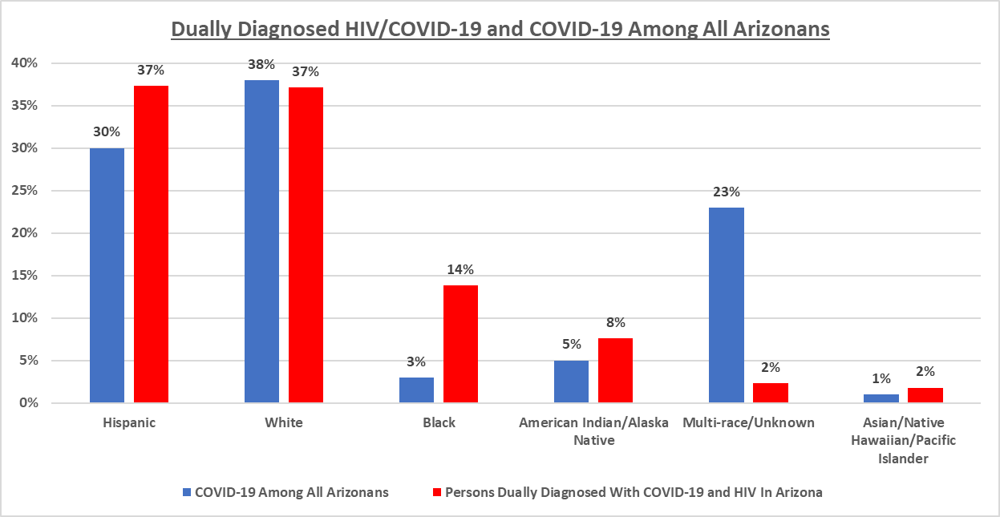 Dually Diagnosed HIV/COVID-19 and COVID-19 Among All Arizonans
40%
35%
30%
25%
20%
15%
10%
5%
0%
30%
37%
38%
37%
3%
14%
5%
8%
23%
2%
1%
2%
Hispanic
White
Black
American Indian/Alaska
Native
Multi-race/Unknown
Asian/Native
Hawaiian/Pacific
Islander
COVID-19 Among All Arizonans
Persons Dually Diagnosed With COVID-19 and HIV In Arizona